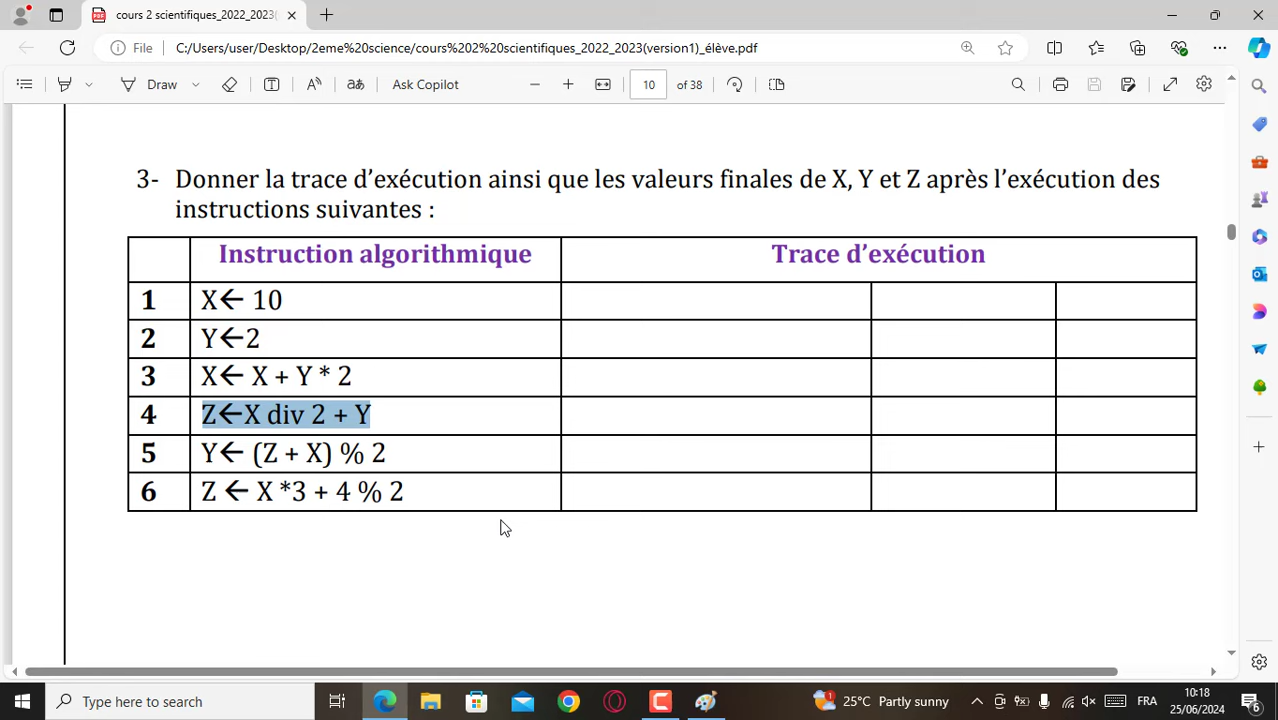 cours 2 scientifiques_2022_2023(
File
C:/Users/user/Desktop/2eme%20science/cours%202%20scientifiques_2022_2023(version1)_élève.pdf
Draw
aあ
Ask Copilot
10
of 38
3- Donner la trace d'exécution ainsi que les valeurs finales de X, Y et Z après l'exécution des
instructions suivantes :
Instruction algorithmique
Trace d'exécution
1 X← 10
2 Y←2
3 X← X + Y * 2
4 Z←X div 2 + Y
5 Y← (Z + X) % 2
6 Z ← X *3 + 4 % 2
Type here to search
25°C Partly sunny
FRA
10:18
25/06/2024
6